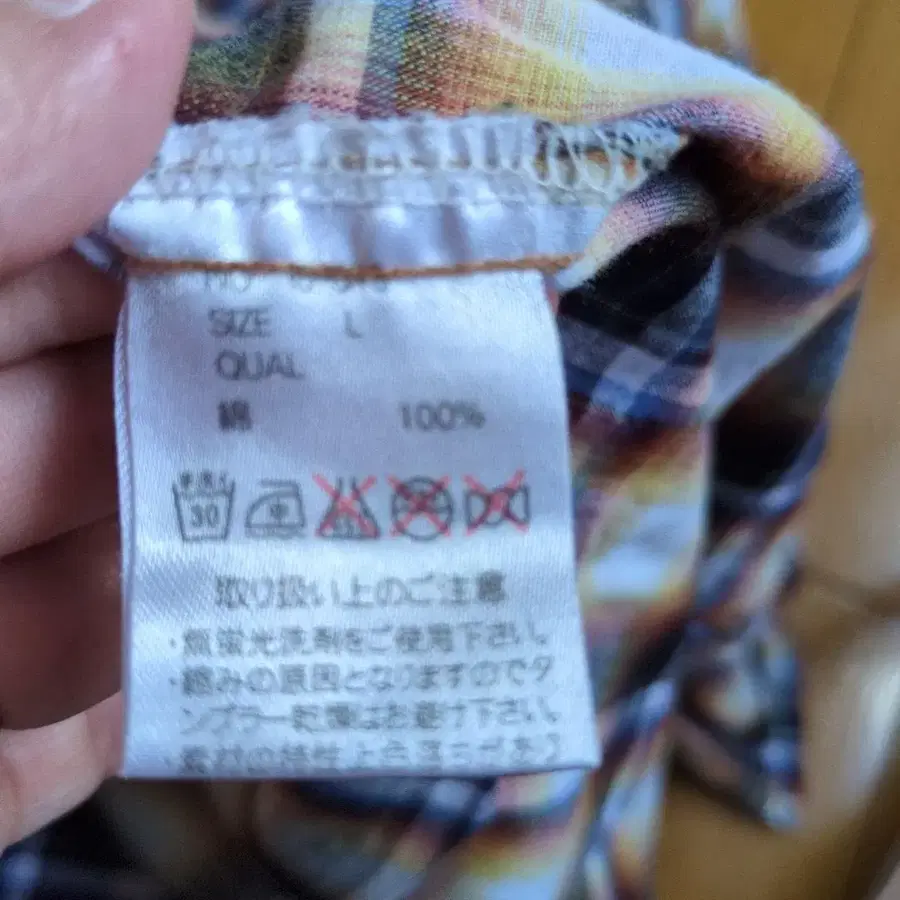 SIZE L
QUAL
綿 100%
30
取り扱い上のご注意
・無蛍光洗剤をご使用下さい。
・縮みの原因となりますのでタ
ンブラー乾燥はお避け下さい。